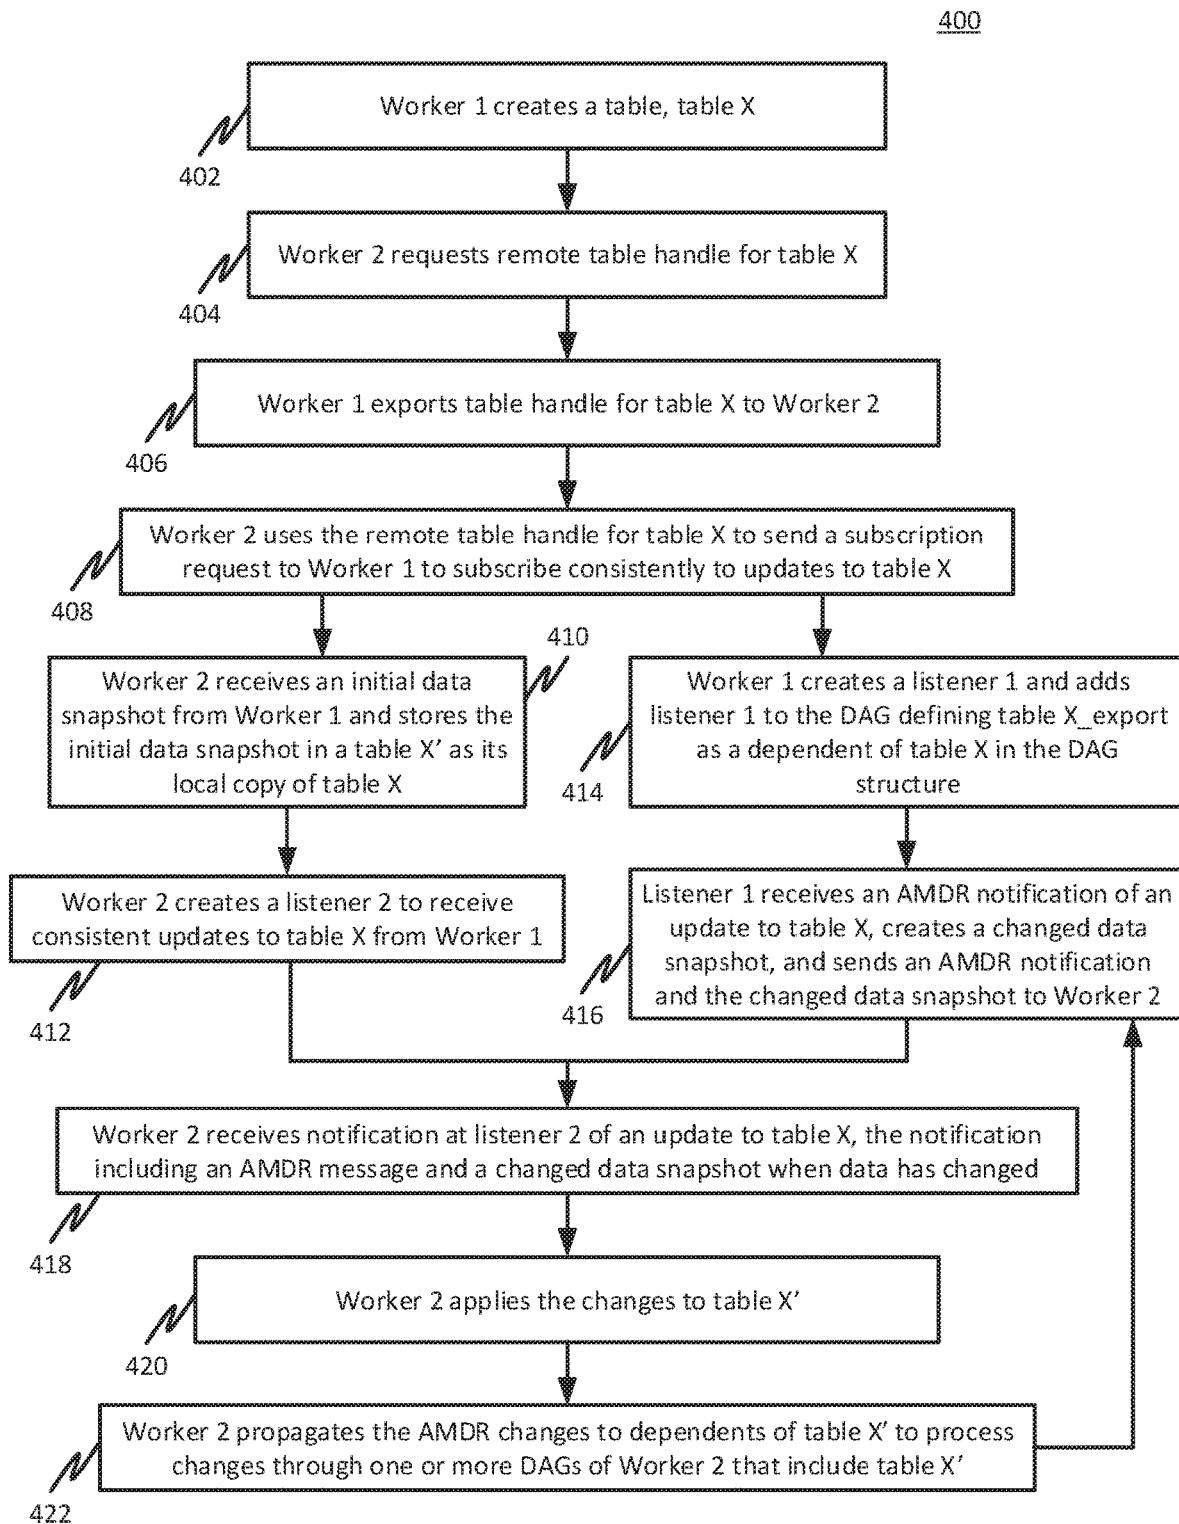 400
Worker 1 creates a table, table X
402
Worker 2 requests remote table handle for table X
404
Worker 1 exports table handle for table X to Worker 2
406
Worker 2 uses the remote table handle for table X to send a subscription
request to Worker 1 to subscribe consistently to updates to table X
408
410
Worker 2 receives an initial data
snapshot from Worker 1 and stores the
initial data snapshot in a table X’ as its
local copy of table X
Worker 1 creates a listener 1 and adds
listener 1 to the DAG defining table X_export
as a dependent of table X in the DAG
structure
414
Worker 2 creates a listener 2 to receive
consistent updates to table X from Worker 1
412
Listener 1 receives an AMDR notification of an
update to table X, creates a changed data
snapshot, and sends an AMDR notification
and the changed data snapshot to Worker 2
416
Worker 2 receives notification at listener 2 of an update to table X, the notification
including an AMDR message and a changed data snapshot when data has changed
418
Worker 2 applies the changes to table X’
420
Worker 2 propagates the AMDR changes to dependents of table X’ to process
changes through one or more DAGs of Worker 2 that include table X’
422